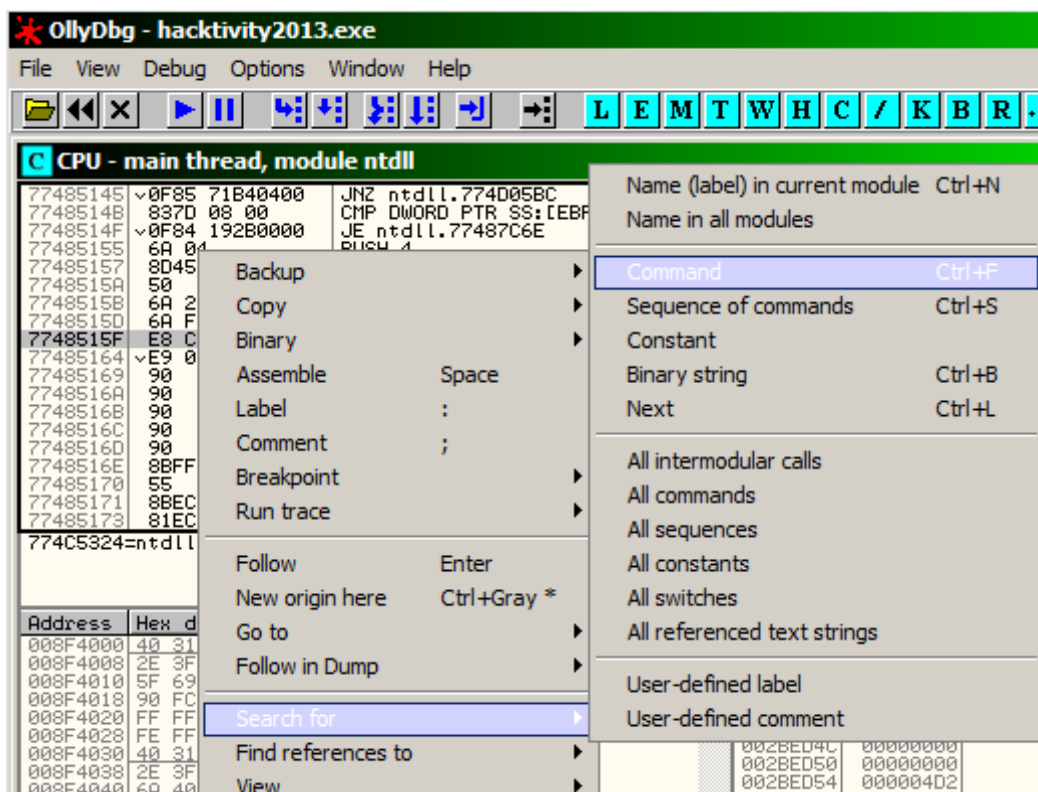 OllyDbg - hacktivity2013.exe
File View Debug Options Window Help
L E M T W H C / K B R
C CPU - main thread, module ntdll
77485145 0F85 71B40400 JNZ ntdll.774D05BC
7748514B 837D 08 00 CMP DWORD PTR SS:[EBP
7748514F 0F84 192B0000 JE ntdll.77487C6E
77485155 6A 04 PUSH 4
77485157 8D45
7748515A 50
7748515B 6A 2
7748515D 6A F
7748515F E8 C
77485164 E9 0
77485169 90
7748516A 90
7748516B 90
7748516C 90
7748516D 90
7748516E 8BFF
77485170 55
77485171 8BEC
77485173 81EC
774C5324=ntdll
Address Hex d
008F4000 40 31
008F4008 2E 3F
008F4010 5F 69
008F4018 90 FC
008F4020 FF FF
008F4028 FE FF
008F4030 40 31
008F4038 2E 3F
008F4040 6A 40
Backup
Copy
Binary
Assemble Space
Label :
Comment ;
Breakpoint
Run trace
Follow Enter
New origin here Ctrl+Gray *
Go to
Follow in Dump
Search for
Find references to
View
Name (label) in current module Ctrl+N
Name in all modules
Command Ctrl+F
Sequence of commands Ctrl+S
Constant
Binary string Ctrl+B
Next Ctrl+L
All intermodular calls
All commands
All sequences
All constants
All switches
All referenced text strings
User-defined label
User-defined comment
002BED4C 00000000
002BED50 00000000
002BED54 000004D2